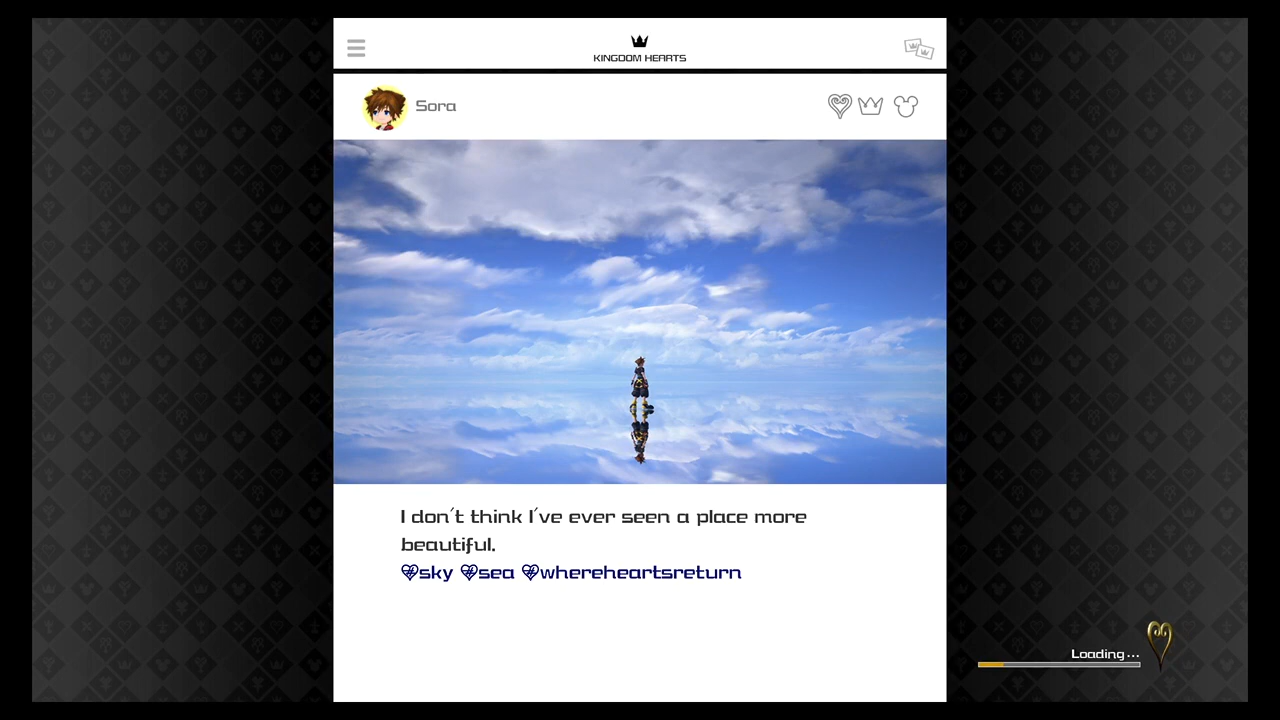 KINGDOM HEARTS
Sora
I don't think I've ever seen a place more
beautiful.
#sky #sea #whereheartsreturn
Loading...